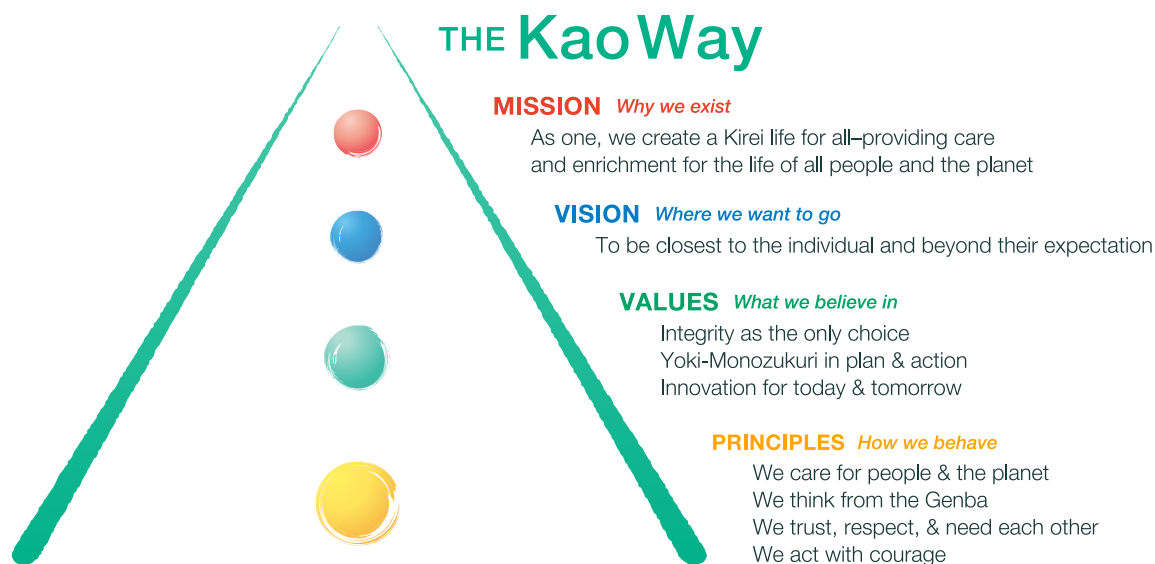 THE Kao Way
MISSION Why we exist
As one, we create a Kirei life for all–providing care
and enrichment for the life of all people and the planet
VISION Where we want to go
To be closest to the individual and beyond their expectation
VALUES What we believe in
Integrity as the only choice
Yoki-Monozukuri in plan & action
Innovation for today & tomorrow
PRINCIPLES How we behave
We care for people & the planet
We think from the Genba
We trust, respect, & need each other
We act with courage